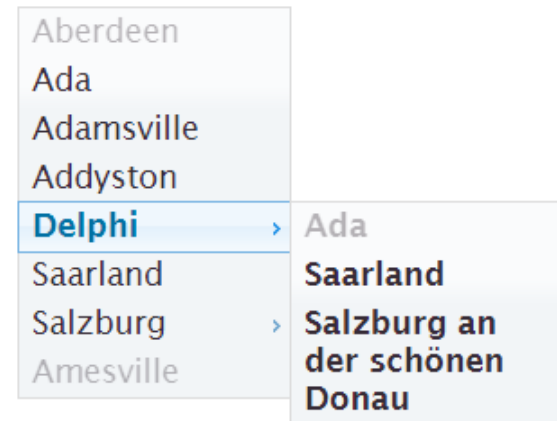 Aberdeen
Ada
Adamsville
Addyston
Delphi
Saarland
Salzburg
Amesville
Ada
Saarland
Salzburg an
der schönen
Donau